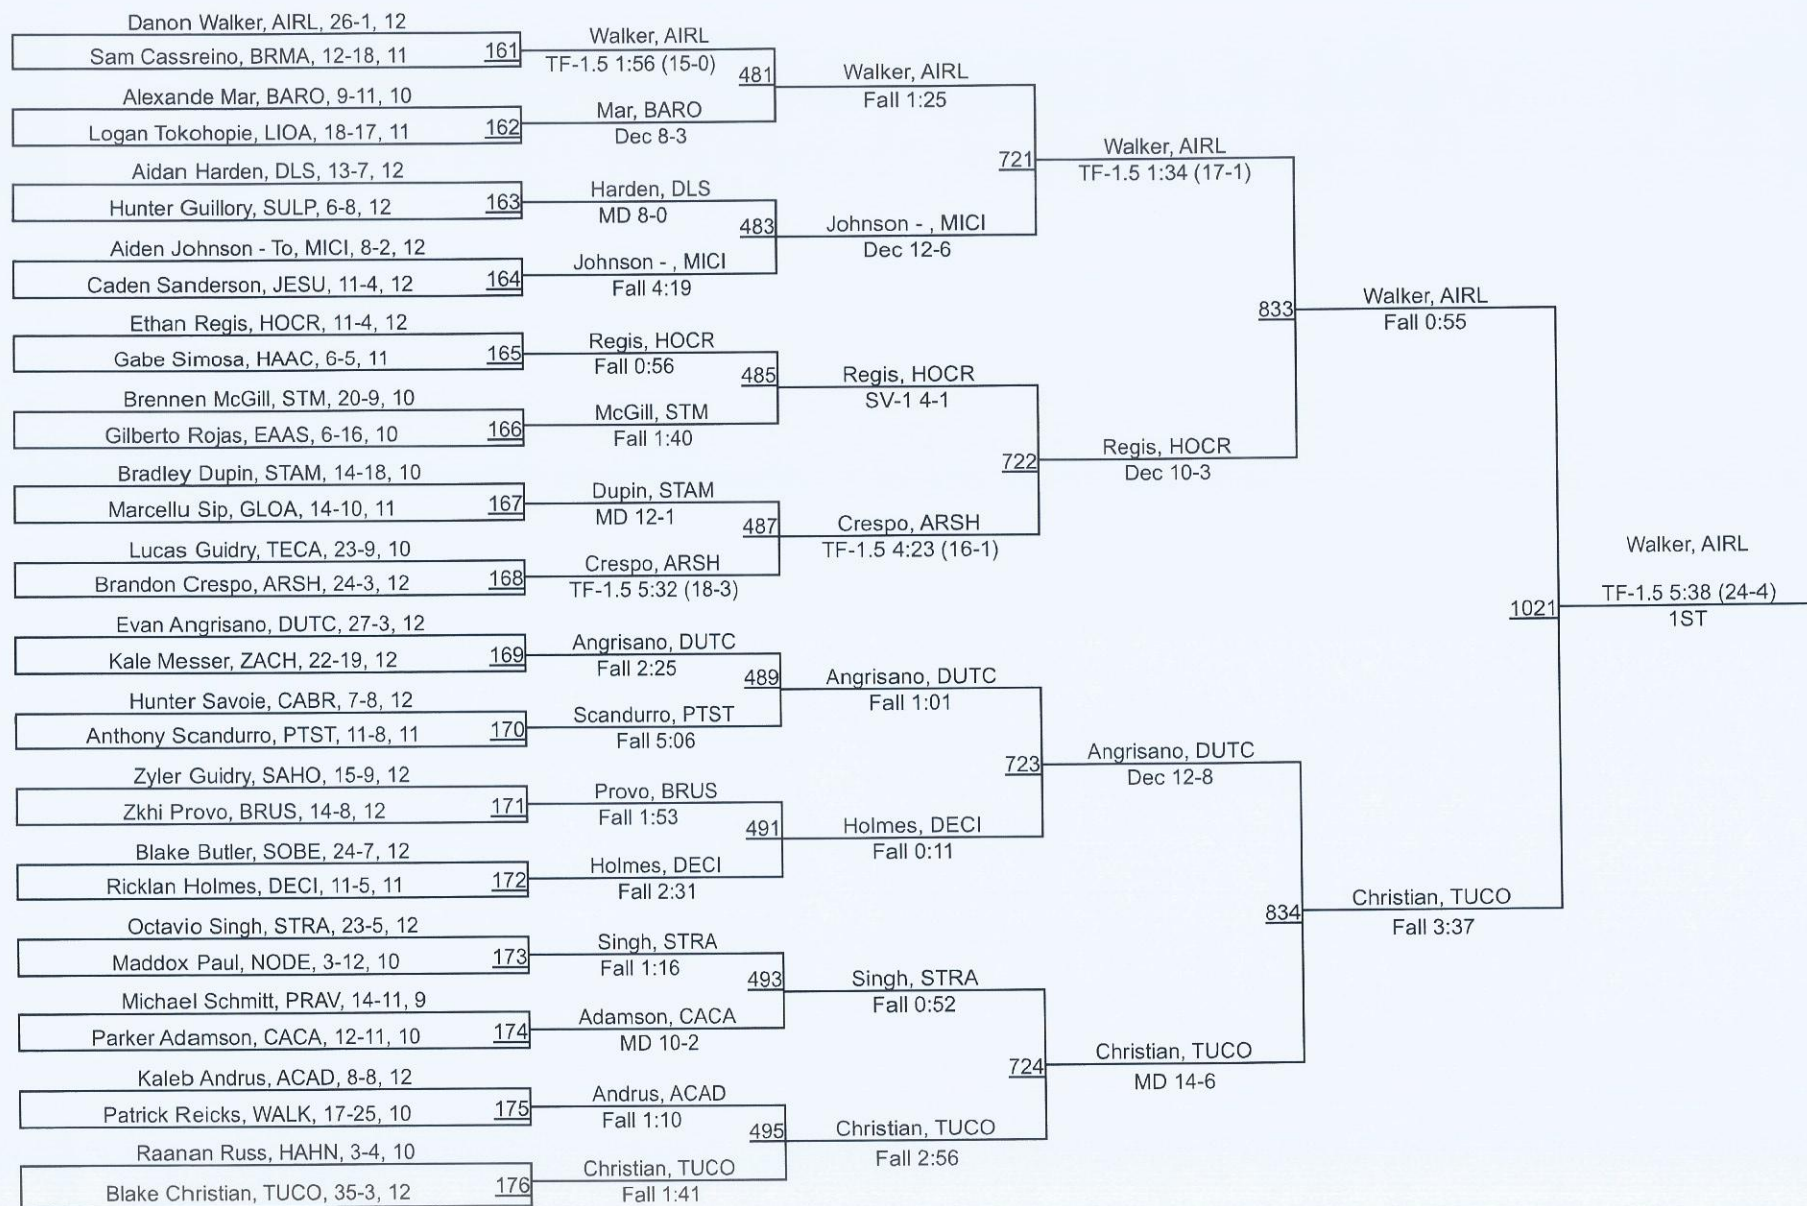 Danon Walker, AIRL, 26-1, 12
Sam Cassreino, BRMA, 12-18, 11
161
Alexande Mar, BARO, 9-11, 10
Logan Tokohopie, LIOA, 18-17, 11
162
Aidan Harden, DLS, 13-7, 12
Hunter Guillory, SULP, 6-8, 12
163
Aiden Johnson - To, MICI, 8-2, 12
Caden Sanderson, JESU, 11-4, 12
164
Ethan Regis, HOCR, 11-4, 12
Gabe Simosa, HAAC, 6-5, 11
165
Brennen McGill, STM, 20-9, 10
Gilberto Rojas, EAAS, 6-16, 10
166
Bradley Dupin, STAM, 14-18, 10
Marcellu Sip, GLOA, 14-10, 11
167
Lucas Guidry, TECA, 23-9, 10
Brandon Crespo, ARSH, 24-3, 12
168
Evan Angrisano, DUTC, 27-3, 12
Kale Messer, ZACH, 22-19, 12
169
Hunter Savoie, CABR, 7-8, 12
Anthony Scandurro, PTST, 11-8, 11
170
Zyler Guidry, SAHO, 15-9, 12
Zkhi Provo, BRUS, 14-8, 12
171
Blake Butler, SOBE, 24-7, 12
Ricklan Holmes, DECI, 11-5, 11
172
Octavio Singh, STRA, 23-5, 12
Maddox Paul, NODE, 3-12, 10
173
Michael Schmitt, PRAV, 14-11, 9
Parker Adamson, CACA, 12-11, 10
174
Kaleb Andrus, ACAD, 8-8, 12
Patrick Reicks, WALK, 17-25, 10
175
Raanan Russ, HAHN, 3-4, 10
Blake Christian, TUCO, 35-3, 12
176
Walker, AIRL
TF-1.5 1:56 (15-0)
481
Mar, BARO
Dec 8-3
Harden, DLS
MD 8-0
483
Johnson - , MICI
Fall 4:19
Regis, HOCR
Fall 0:56
485
McGill, STM
Fall 1:40
Dupin, STAM
MD 12-1
487
Crespo, ARSH
TF-1.5 5:32 (18-3)
Angrisano, DUTC
Fall 2:25
489
Scandurro, PTST
Fall 5:06
Provo, BRUS
Fall 1:53
491
Holmes, DECI
Fall 2:31
Singh, STRA
Fall 1:16
493
Adamson, CACA
MD 10-2
Andrus, ACAD
Fall 1:10
495
Christian, TUCO
Fall 1:41
Walker, AIRL
Fall 1:25
721
Johnson - , MICI
Dec 12-6
Regis, HOCR
SV-1 4-1
722
Crespo, ARSH
TF-1.5 4:23 (16-1)
Angrisano, DUTC
Fall 1:01
723
Holmes, DECI
Fall 0:11
Singh, STRA
Fall 0:52
724
Christian, TUCO
Fall 2:56
Walker, AIRL
TF-1.5 1:34 (17-1)
833
Regis, HOCR
Dec 10-3
Angrisano, DUTC
Dec 12-8
834
Christian, TUCO
MD 14-6
Walker, AIRL
Fall 0:55
1021
Christian, TUCO
Fall 3:37
Walker, AIRL
TF-1.5 5:38 (24-4)
1ST